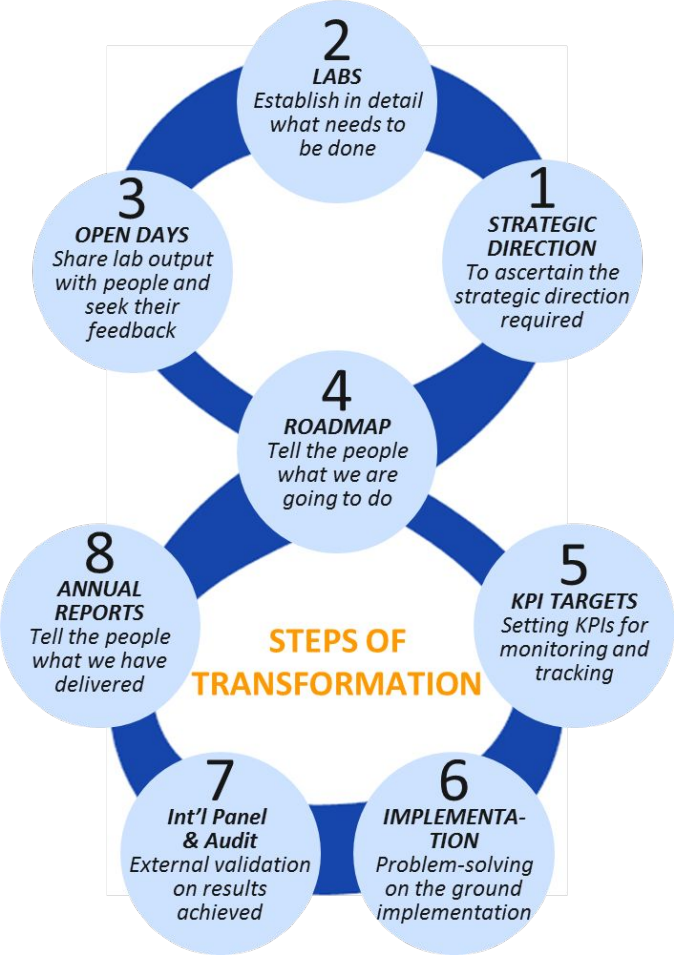 2
LABS
Establish in detail
what needs to
be done
1
STRATEGIC
DIRECTION
To ascertain the
strategic direction
required
3
OPEN DAYS
Share lab output
with people and
seek their
feedback
4
ROADMAP
Tell the people
what we are
going to do
8
ANNUAL
REPORTS
Tell the people
what we have
delivered
5
KPI TARGETS
Setting KPIs for
monitoring and
tracking
STEPS OF
TRANSFORMATION
7
Int’l Panel
& Audit
External validation
on results
achieved
6
IMPLEMENTA-
TION
Problem-solving
on the ground
implementation